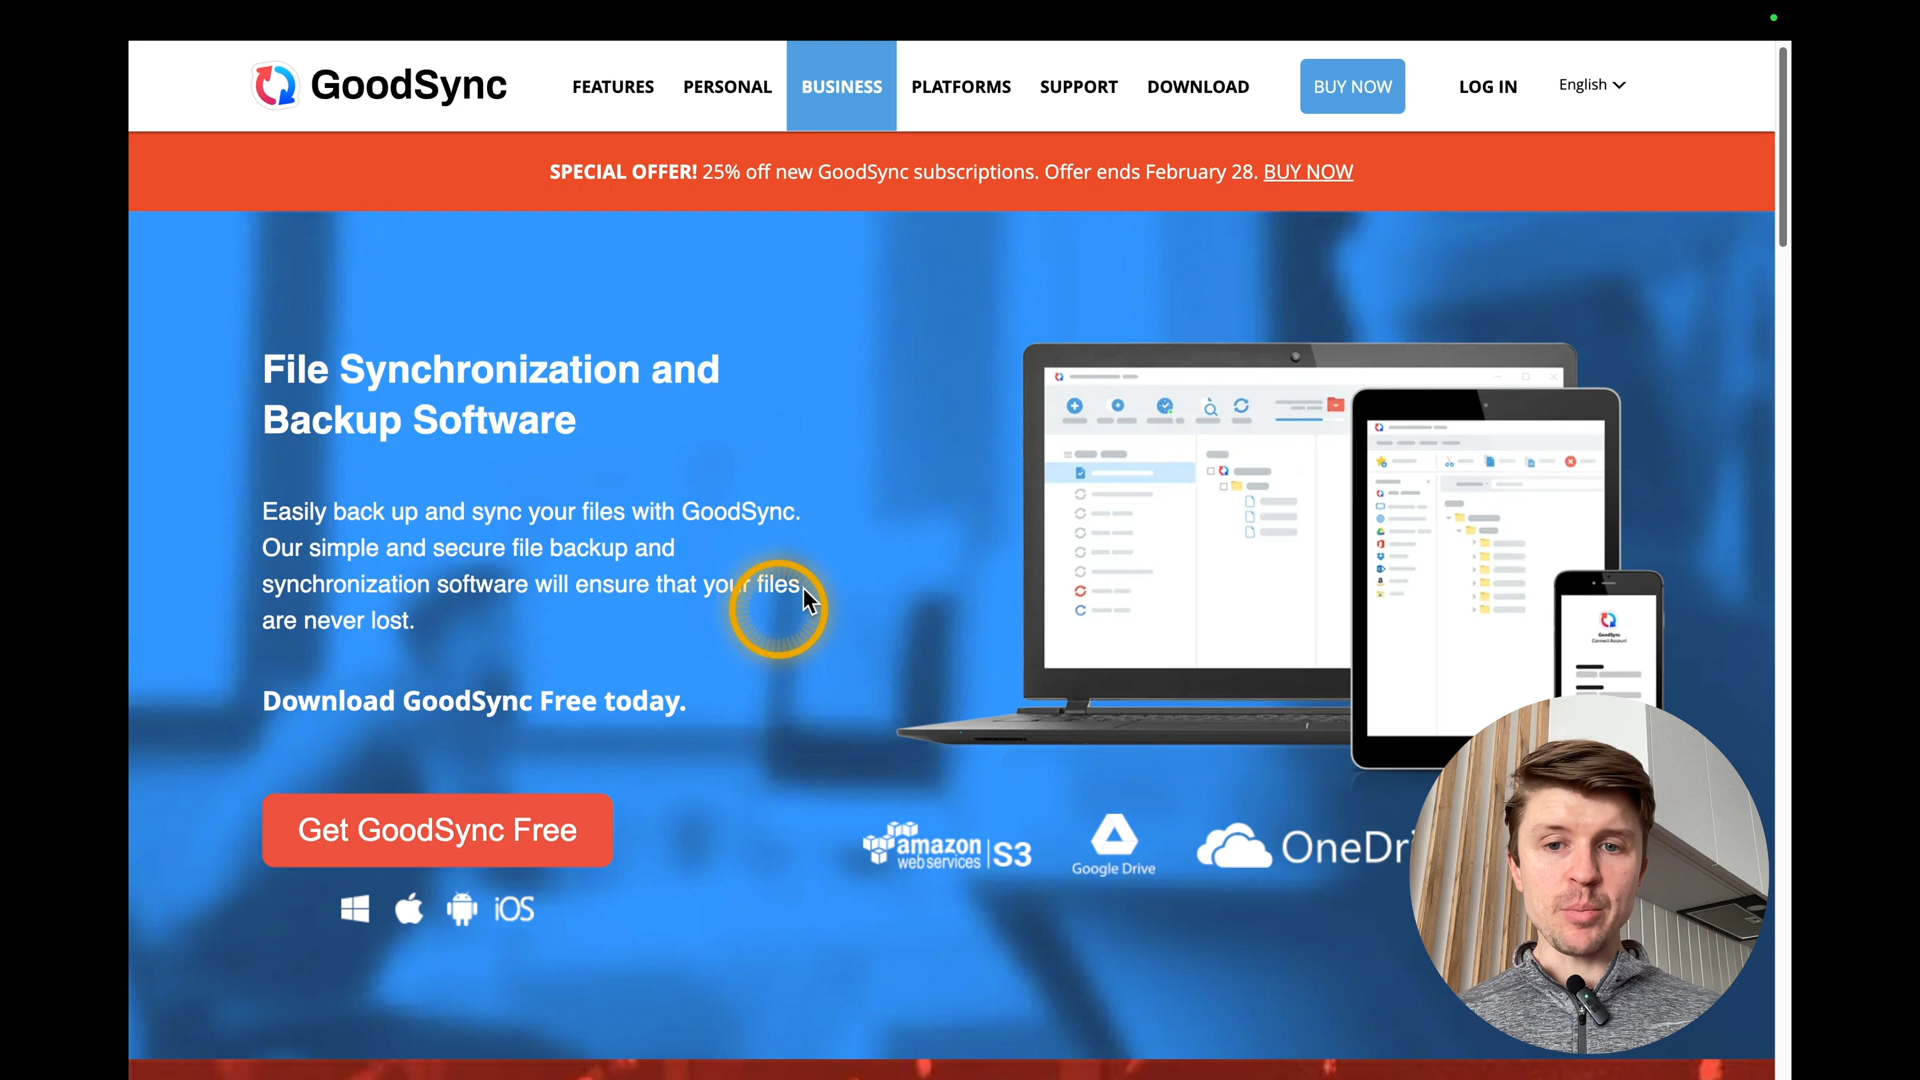 GoodSync
FEATURES
PERSONAL
BUSINESS
PLATFORMS
SUPPORT
DOWNLOAD
BUY NOW
LOG IN
English
SPECIAL OFFER! 25% off new GoodSync subscriptions. Offer ends February 28. BUY NOW
File Synchronization and
Backup Software
Easily back up and sync your files with GoodSync.
Our simple and secure file backup and
synchronization software will ensure that your files
are never lost.
Download GoodSync Free today.
Get GoodSync Free
iOS
GoodSync
Connect Account
amazon
web services
S3
Google Drive
OneDri